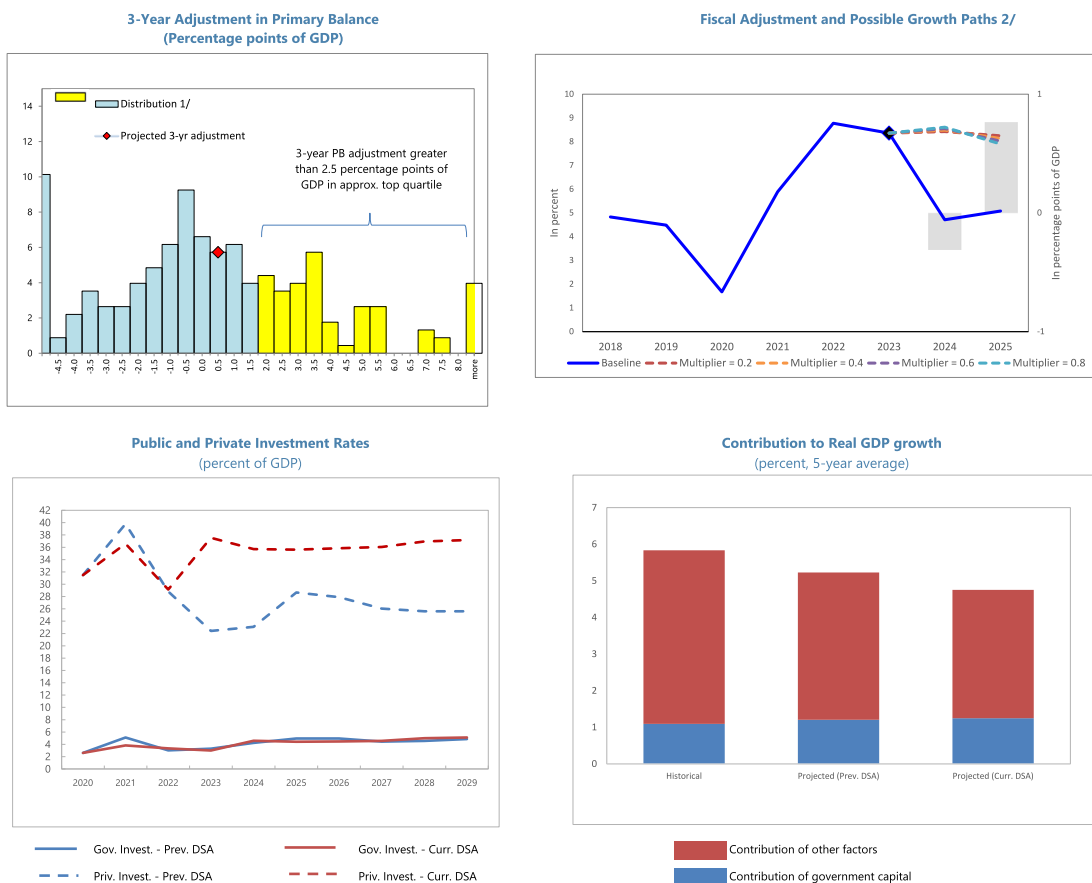 3-Year Adjustment in Primary Balance
(Percentage points of GDP)
Distribution 1/
Projected 3-yr adjustment
3-year PB adjustment greater
than 2.5 percentage points of
GDP in approx. top quartile
14
12
10
8
6
4
2
0
-4.5 -4.0 -3.5 -3.0 -2.5 -2.0 -1.5 -1.0 -0.5 0.0 0.5 1.0 1.5 2.0 2.5 3.0 3.5 4.0 4.5 5.0 5.5 6.0 6.5 7.0 7.5 8.0 more
Fiscal Adjustment and Possible Growth Paths 2/
In percent
10
9
8
7
6
5
4
3
2
1
0
1
0
-1
In percentage points of GDP
2018 2019 2020 2021 2022 2023 2024 2025
Baseline Multiplier = 0.2 Multiplier = 0.4 Multiplier = 0.6 Multiplier = 0.8
Public and Private Investment Rates
(percent of GDP)
42
40
38
36
34
32
30
28
26
24
22
20
18
16
14
12
10
8
6
4
2
0
2020 2021 2022 2023 2024 2025 2026 2027 2028 2029
Gov. Invest. - Prev. DSA Gov. Invest. - Curr. DSA
Priv. Invest. - Prev. DSA Priv. Invest. - Curr. DSA
Contribution to Real GDP growth
(percent, 5-year average)
7
6
5
4
3
2
1
0
Historical Projected (Prev. DSA) Projected (Curr. DSA)
Contribution of other factors
Contribution of government capital